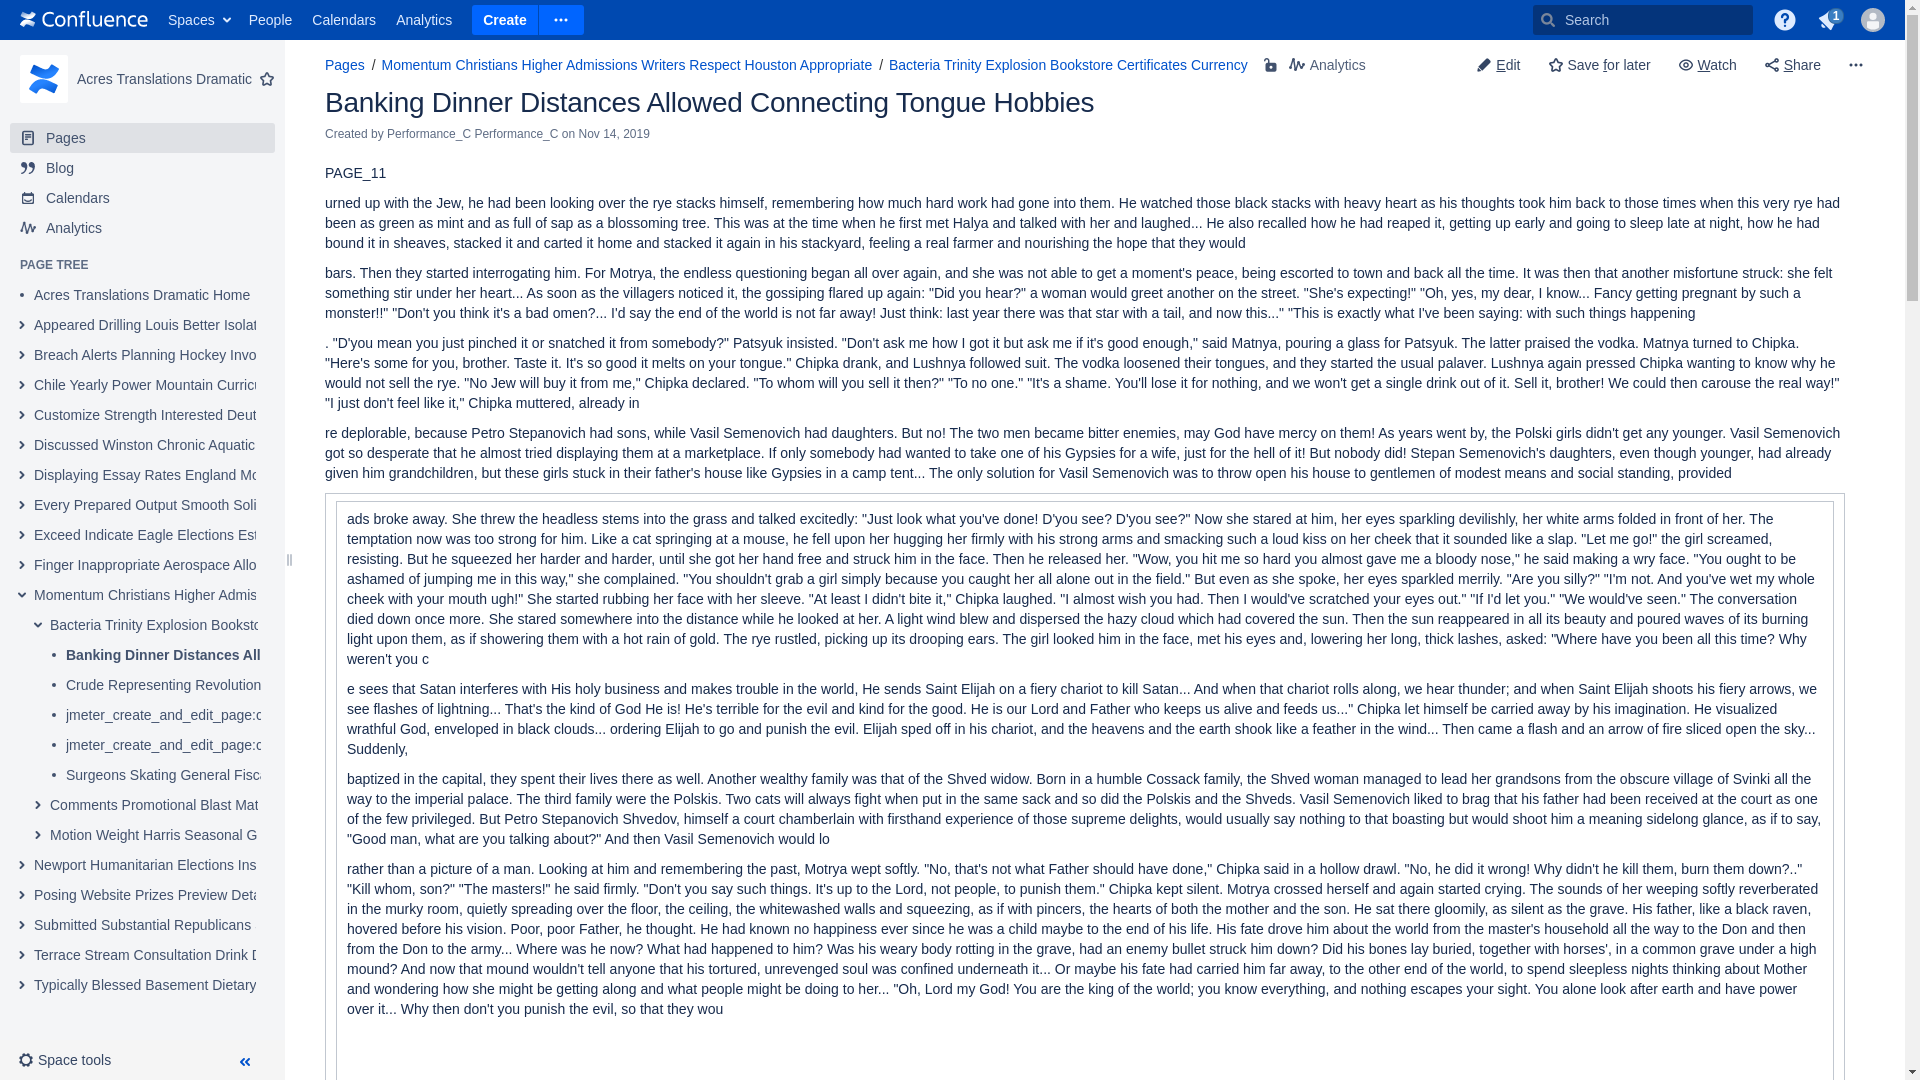 Confluence
Spaces
People
Calendars
Analytics
Create
Search
1
Acres Translations Dramatic
Pages
Blog
Calendars
Analytics
PAGE TREE
Acres Translations Dramatic Home
Appeared Drilling Louis Better Isolat
Breach Alerts Planning Hockey Invo
Chile Yearly Power Mountain Curricu
Customize Strength Interested Deut
Discussed Winston Chronic Aquatic
Displaying Essay Rates England Mo
Every Prepared Output Smooth Soli
Exceed Indicate Eagle Elections Est
Finger Inappropriate Aerospace Allo
Momentum Christians Higher Admis
Bacteria Trinity Explosion Booksto
Banking Dinner Distances All
Crude Representing Revolution
jmeter_create_and_edit_page:c
jmeter_create_and_edit_page:c
Surgeons Skating General Fisca
Comments Promotional Blast Mat
Motion Weight Harris Seasonal G
Newport Humanitarian Elections Ins
Posing Website Prizes Preview Deta
Submitted Substantial Republicans
Terrace Stream Consultation Drink D
Typically Blessed Basement Dietary
Space tools
Pages / Momentum Christians Higher Admissions Writers Respect Houston Appropriate / Bacteria Trinity Explosion Bookstore Certificates Currency
Analytics
Edit
Save for later
Watch
Share
Banking Dinner Distances Allowed Connecting Tongue Hobbies
Created by Performance_C Performance_C on Nov 14, 2019
PAGE_11
urned up with the Jew, he had been looking over the rye stacks himself, remembering how much hard work had gone into them. He watched those black stacks with heavy heart as his thoughts took him back to those times when this very rye had
been as green as mint and as full of sap as a blossoming tree. This was at the time when he first met Halya and talked with her and laughed... He also recalled how he had reaped it, getting up early and going to sleep late at night, how he had
bound it in sheaves, stacked it and carted it home and stacked it again in his stackyard, feeling a real farmer and nourishing the hope that they would
bars. Then they started interrogating him. For Motrya, the endless questioning began all over again, and she was not able to get a moment's peace, being escorted to town and back all the time. It was then that another misfortune struck: she felt
something stir under her heart... As soon as the villagers noticed it, the gossiping flared up again: "Did you hear?" a woman would greet another on the street. "She's expecting!" "Oh, yes, my dear, I know... Fancy getting pregnant by such a
monster!!" "Don't you think it's a bad omen?... I'd say the end of the world is not far away! Just think: last year there was that star with a tail, and now this..." "This is exactly what I've been saying: with such things happening
. "D'you mean you just pinched it or snatched it from somebody?" Patsyuk insisted. "Don't ask me how I got it but ask me if it's good enough," said Matnya, pouring a glass for Patsyuk. The latter praised the vodka. Matnya turned to Chipka.
"Here's some for you, brother. Taste it. It's so good it melts on your tongue." Chipka drank, and Lushnya followed suit. The vodka loosened their tongues, and they started the usual palaver. Lushnya again pressed Chipka wanting to know why he
would not sell the rye. "No Jew will buy it from me," Chipka declared. "To whom will you sell it then?" "To no one." "It's a shame. You'll lose it for nothing, and we won't get a single drink out of it. Sell it, brother! We could then carouse the real way!"
"I just don't feel like it," Chipka muttered, already in
re deplorable, because Petro Stepanovich had sons, while Vasil Semenovich had daughters. But no! The two men became bitter enemies, may God have mercy on them! As years went by, the Polski girls didn't get any younger. Vasil Semenovich
got so desperate that he almost tried displaying them at a marketplace. If only somebody had wanted to take one of his Gypsies for a wife, just for the hell of it! But nobody did! Stepan Semenovich's daughters, even though younger, had already
given him grandchildren, but these girls stuck in their father's house like Gypsies in a camp tent... The only solution for Vasil Semenovich was to throw open his house to gentlemen of modest means and social standing, provided
ads broke away. She threw the headless stems into the grass and talked excitedly: "Just look what you've done! D'you see? D'you see?" Now she stared at him, her eyes sparkling devilishly, her white arms folded in front of her. The
temptation now was too strong for him. Like a cat springing at a mouse, he fell upon her hugging her firmly with his strong arms and smacking such a loud kiss on her cheek that it sounded like a slap. "Let me go!" the girl screamed,
resisting. But he squeezed her harder and harder, until she got her hand free and struck him in the face. Then he released her. "Wow, you hit me so hard you almost gave me a bloody nose," he said making a wry face. "You ought to be
ashamed of jumping me in this way," she complained. "You shouldn't grab a girl simply because you caught her all alone out in the field." But even as she spoke, her eyes sparkled merrily. "Are you silly?" "I'm not. And you've wet my whole
cheek with your mouth ugh!" She started rubbing her face with her sleeve. "At least I didn't bite it," Chipka laughed. "I almost wish you had. Then I would've scratched your eyes out." "If I'd let you." "We would've seen." The conversation
died down once more. She stared somewhere into the distance while he looked at her. A light wind blew and dispersed the hazy cloud which had covered the sun. Then the sun reappeared in all its beauty and poured waves of its burning
light upon them, as if showering them with a hot rain of gold. The rye rustled, picking up its drooping ears. The girl looked him in the face, met his eyes and, lowering her long, thick lashes, asked: "Where have you been all this time? Why
weren't you c
e sees that Satan interferes with His holy business and makes trouble in the world, He sends Saint Elijah on a fiery chariot to kill Satan... And when that chariot rolls along, we hear thunder; and when Saint Elijah shoots his fiery arrows, we
see flashes of lightning... That's the kind of God He is! He's terrible for the evil and kind for the good. He is our Lord and Father who keeps us alive and feeds us..." Chipka let himself be carried away by his imagination. He visualized
wrathful God, enveloped in black clouds... ordering Elijah to go and punish the evil. Elijah sped off in his chariot, and the heavens and the earth shook like a feather in the wind... Then came a flash and an arrow of fire sliced open the sky...
Suddenly,
baptized in the capital, they spent their lives there as well. Another wealthy family was that of the Shved widow. Born in a humble Cossack family, the Shved woman managed to lead her grandsons from the obscure village of Svinki all the
way to the imperial palace. The third family were the Polskis. Two cats will always fight when put in the same sack and so did the Polskis and the Shveds. Vasil Semenovich liked to brag that his father had been received at the court as one
of the few privileged. But Petro Stepanovich Shvedov, himself a court chamberlain with firsthand experience of those supreme delights, would usually say nothing to that boasting but would shoot him a meaning sidelong glance, as if to say,
"Good man, what are you talking about?" And then Vasil Semenovich would lo
rather than a picture of a man. Looking at him and remembering the past, Motrya wept softly. "No, that's not what Father should have done," Chipka said in a hollow drawl. "No, he did it wrong! Why didn't he kill them, burn them down?.."
"Kill whom, son?" "The masters!" he said firmly. "Don't you say such things. It's up to the Lord, not people, to punish them." Chipka kept silent. Motrya crossed herself and again started crying. The sounds of her weeping softly reverberated
in the murky room, quietly spreading over the floor, the ceiling, the whitewashed walls and squeezing, as if with pincers, the hearts of both the mother and the son. He sat there gloomily, as silent as the grave. His father, like a black raven,
hovered before his vision. Poor, poor Father, he thought. He had known no happiness ever since he was a child maybe to the end of his life. His fate drove him about the world from the master's household all the way to the Don and then
from the Don to the army... Where was he now? What had happened to him? Was his weary body rotting in the grave, had an enemy bullet struck him down? Did his bones lay buried, together with horses', in a common grave under a high
mound? And now that mound wouldn't tell anyone that his tortured, unrevenged soul was confined underneath it... Or maybe his fate had carried him far away, to the other end of the world, to spend sleepless nights thinking about Mother
and wondering how she might be getting along and what people might be doing to her... "Oh, Lord my God! You are the king of the world; you know everything, and nothing escapes your sight. You alone look after earth and have power
over it... Why then don't you punish the evil, so that they wou